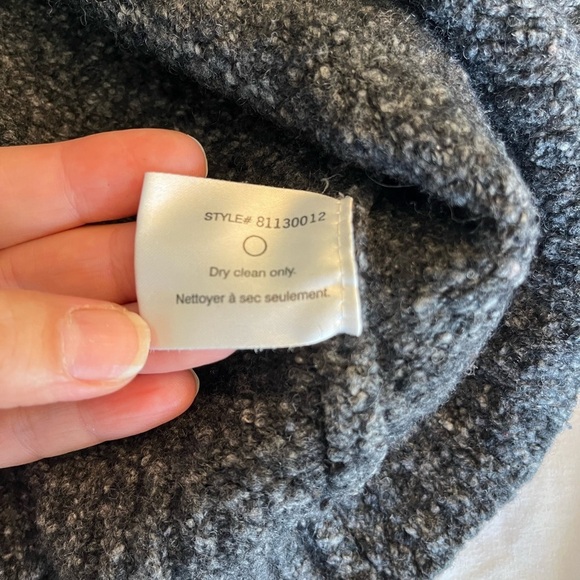 STYLE# 81130012
Dry clean only.
Nettoyer à sec seulement.